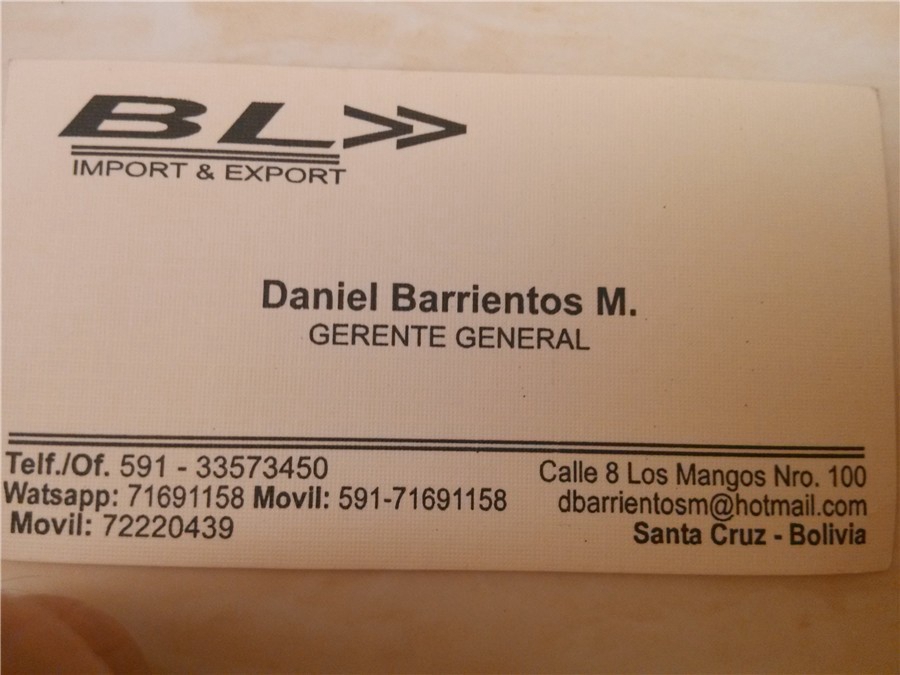 BL
IMPORT & EXPORT
Daniel Barrientos M.
GERENTE GENERAL
Telf./Of. 591 - 33573450
Watsapp: 71691158 Movil: 591-71691158
Movil: 72220439
Calle 8 Los Mangos Nro. 100
dbarrientosm@hotmail.com
Santa Cruz - Bolivia